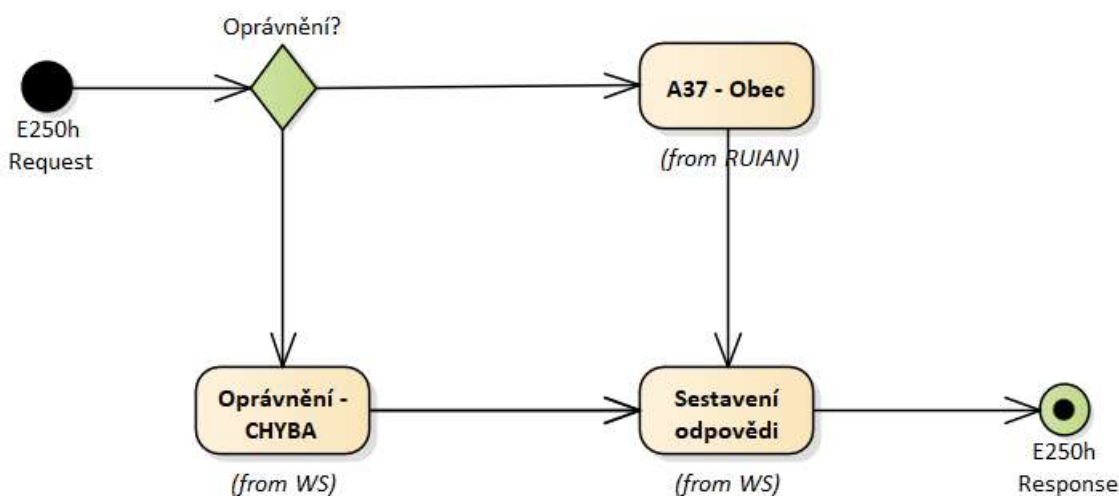 Oprávnění?
E250h
Request
A37 - Obec
(from RUIAN)
Oprávnění -
CHYBA
(from WS)
Sestavení
odpovědi
(from WS)
E250h
Response